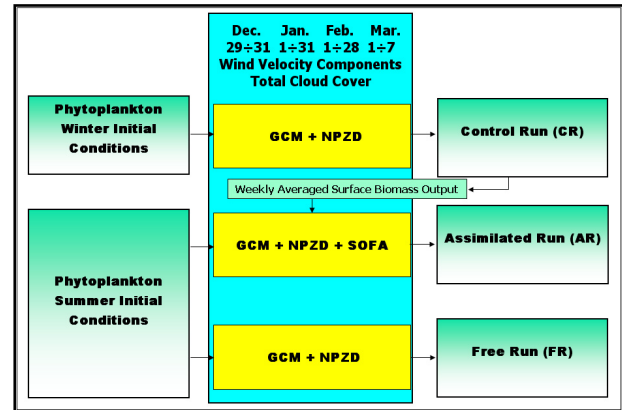 Dec. Jan. Feb. Mar.
29÷31 1÷31 1÷28 1÷7
Wind Velocity Components
Total Cloud Cover
Phytoplankton
Winter Initial
Conditions
GCM + NPZD
Control Run (CR)
Weekly Averaged Surface Biomass Output
Phytoplankton
Summer Initial
Conditions
GCM + NPZD + SOFA
Assimilated Run (AR)
GCM + NPZD
Free Run (FR)